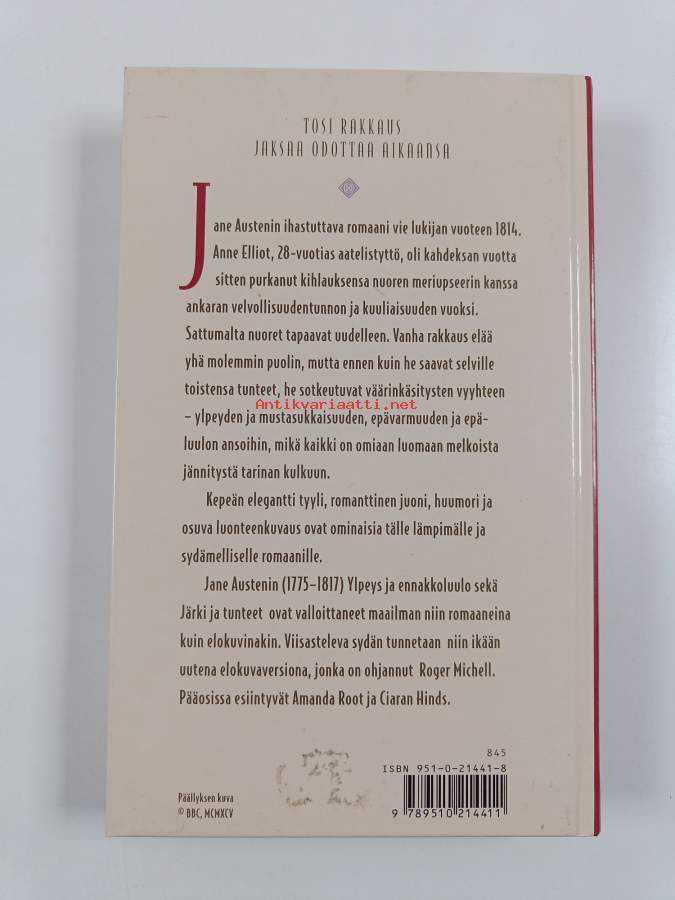 TOSI RAKKAUS
JAKSAA ODOTTAA AIKAANSA
Jane Austenin ihastuttava romaani vie lukijan vuoteen 1814.
Anne Elliot, 28-vuotias aatelistyttö, oli kahdeksan vuotta
sitten purkanut kihlauksensa nuoren meriupseerin kanssa
ankaran velvollisuudentunnon ja kuuliaisuuden vuoksi.
Sattumalta nuoret tapaavat uudelleen. Vanha rakkaus elää
yhä molemmin puolin, mutta ennen kuin he saavat selville
toistensa tunteet, he sotkeutuvat väärinkäsitysten vyyhteen
Antikvariaatti.net
– ylpeyden ja mustasukkaisuuden, epävarmuuden ja epä-
luulon ansoihin, mikä kaikki on omiaan luomaan melkoista
jännitystä tarinan kulkuun.
Kepeän elegantti tyyli, romanttinen juoni, huumori ja
osuva luonteenkuvaus ovat ominaisia tälle lämpimälle ja
sydämelliselle romaanille.
Jane Austenin (1775–1817) Ylpeys ja ennakkoluulo sekä
Järki ja tunteet ovat valloittaneet maailman niin romaaneina
kuin elokuvinakin. Viisasteleva sydän tunnetaan niin ikään
uutena elokuvaversiona, jonka on ohjannut Roger Michell.
Pääosissa esiintyvät Amanda Root ja Ciaran Hinds.
845
ISBN 951-0-21441-8
9 789510 214411
Päällyksen kuva
© BBC, MCMXCV